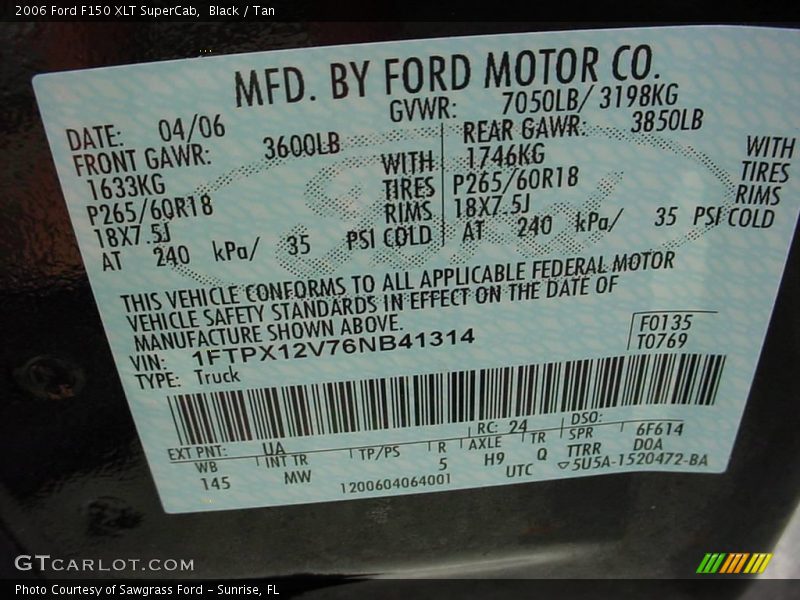 2006 Ford F150 XLT SuperCab,  Black / Tan
MFD. BY FORD MOTOR CO.
DATE: 04/06 GVWR: 7050LB/ 3198KG
FRONT GAWR: 3600LB REAR GAWR: 3850LB
1633KG WITH 1746KG WITH
P265/60R18 TIRES P265/60R18 TIRES
18X7.5J RIMS 18X7.5J RIMS
AT 240 kPa/ 35 PSI COLD AT 240 kPa/ 35 PSI COLD
THIS VEHICLE CONFORMS TO ALL APPLICABLE FEDERAL MOTOR
VEHICLE SAFETY STANDARDS IN EFFECT ON THE DATE OF
MANUFACTURE SHOWN ABOVE.
VIN: 1FTPX12V76NB41314 F0135
TYPE: Truck T0769
EXT PNT: UA RC: 24 DSO:
WB INT TR TP/PS R AXLE TR SPR 6F614
145 MW 5 H9 Q TTRR D0A
1200604064001 UTC ▽5U5A-1520472-BA
GTCARLOT.COM
Photo Courtesy of Sawgrass Ford - Sunrise, FL